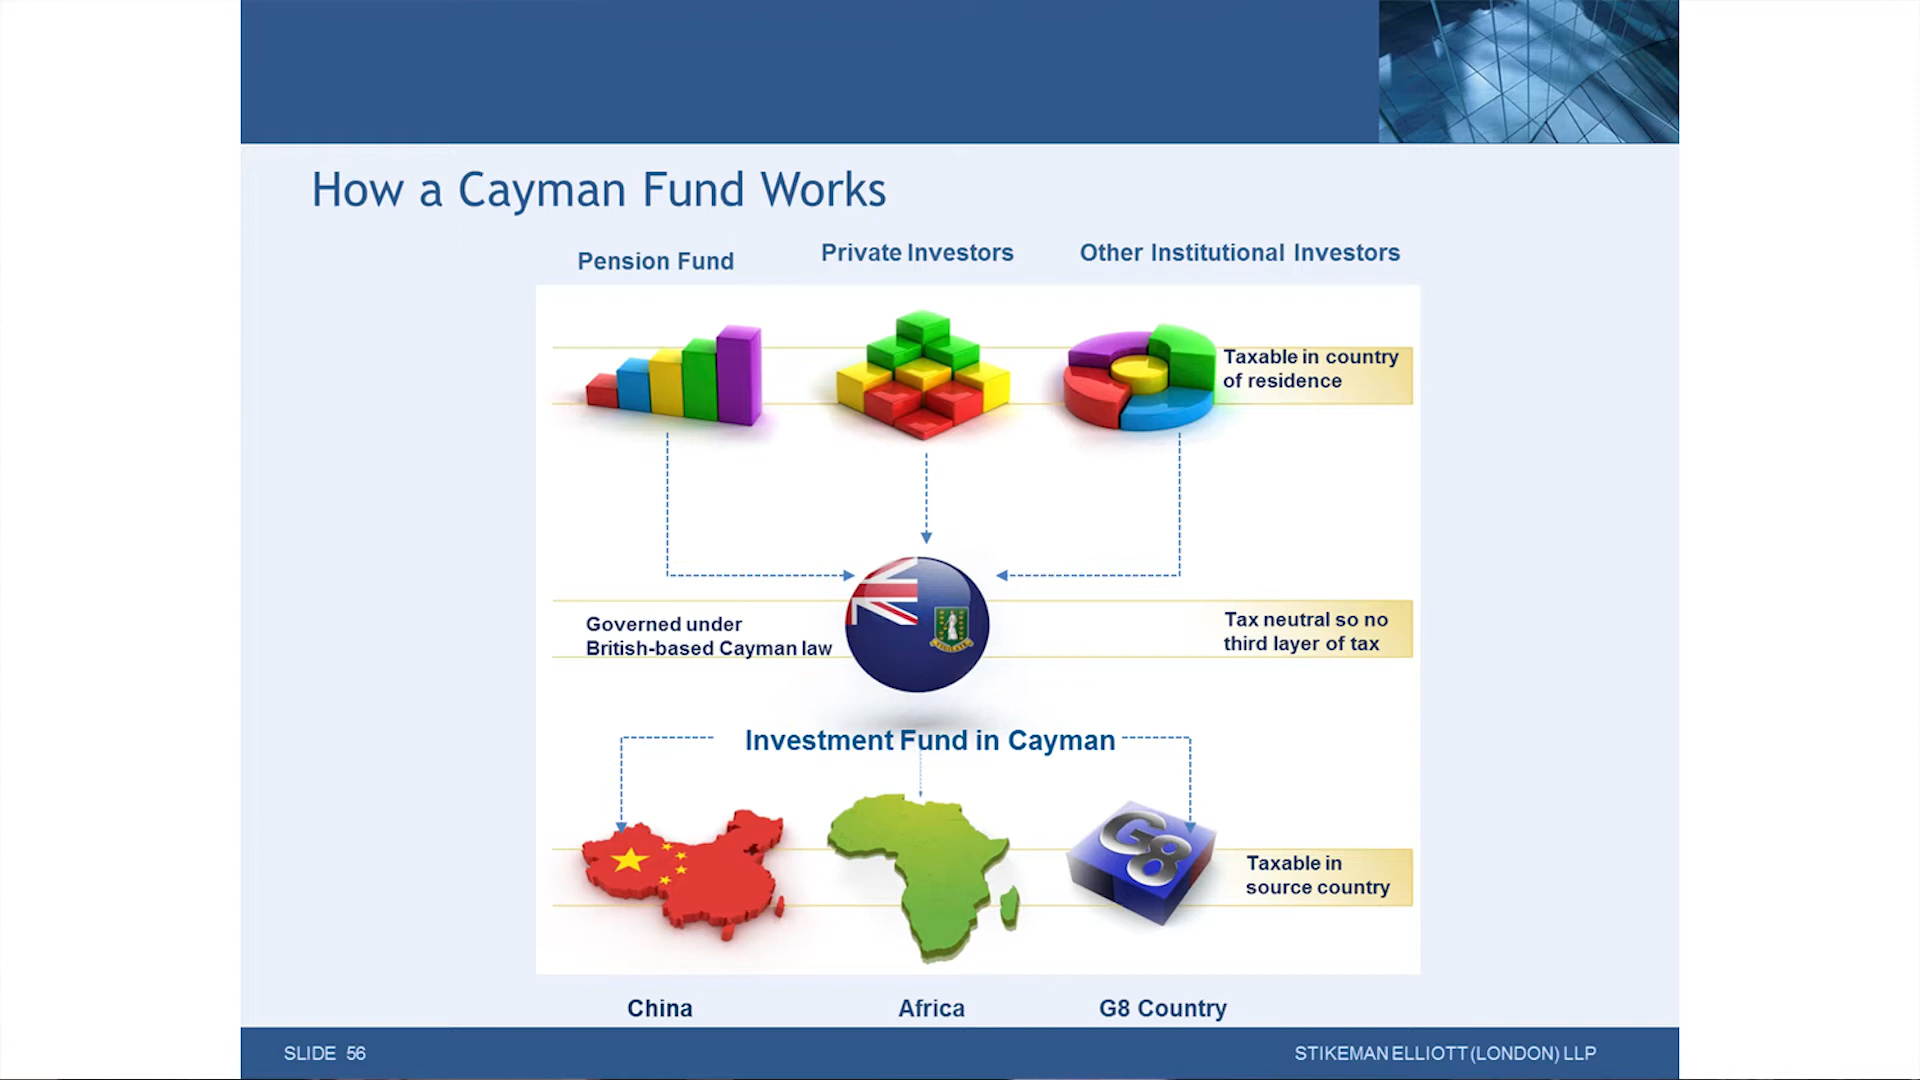 How a Cayman Fund Works
Pension Fund
Private Investors
Other Institutional Investors
Taxable in country
of residence
Governed under
British-based Cayman law
Tax neutral so no
third layer of tax
Investment Fund in Cayman
G8
Taxable in
source country
China
Africa
G8 Country
SLIDE 56
STIKEMAN ELLIOTT (LONDON) LLP